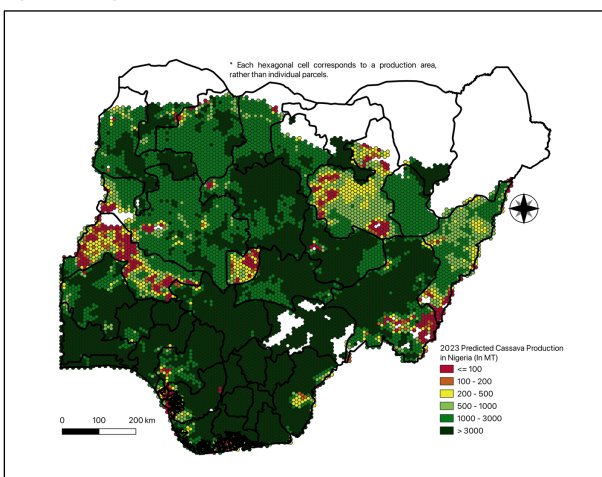 * Each hexagonal cell corresponds to a production area,
rather than individual parcels.
2023 Predicted Cassava Production
in Nigeria (In MT)
<= 100
100 - 200
200 - 500
500 - 1000
1000 - 3000
> 3000
0 100 200 km